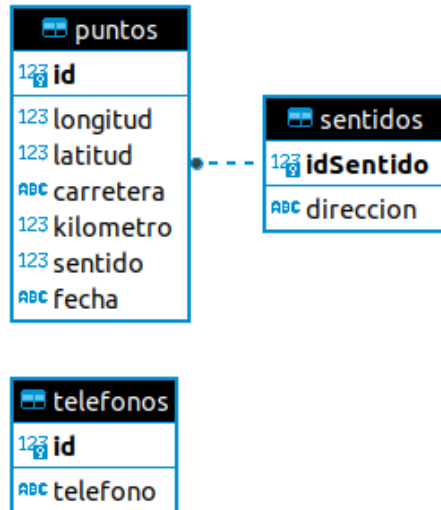 puntos
123 id
123 longitud
123 latitud
ABC carretera
123 kilometro
123 sentido
ABC fecha
sentidos
123 idSentido
ABC direccion
telefonos
123 id
ABC telefono